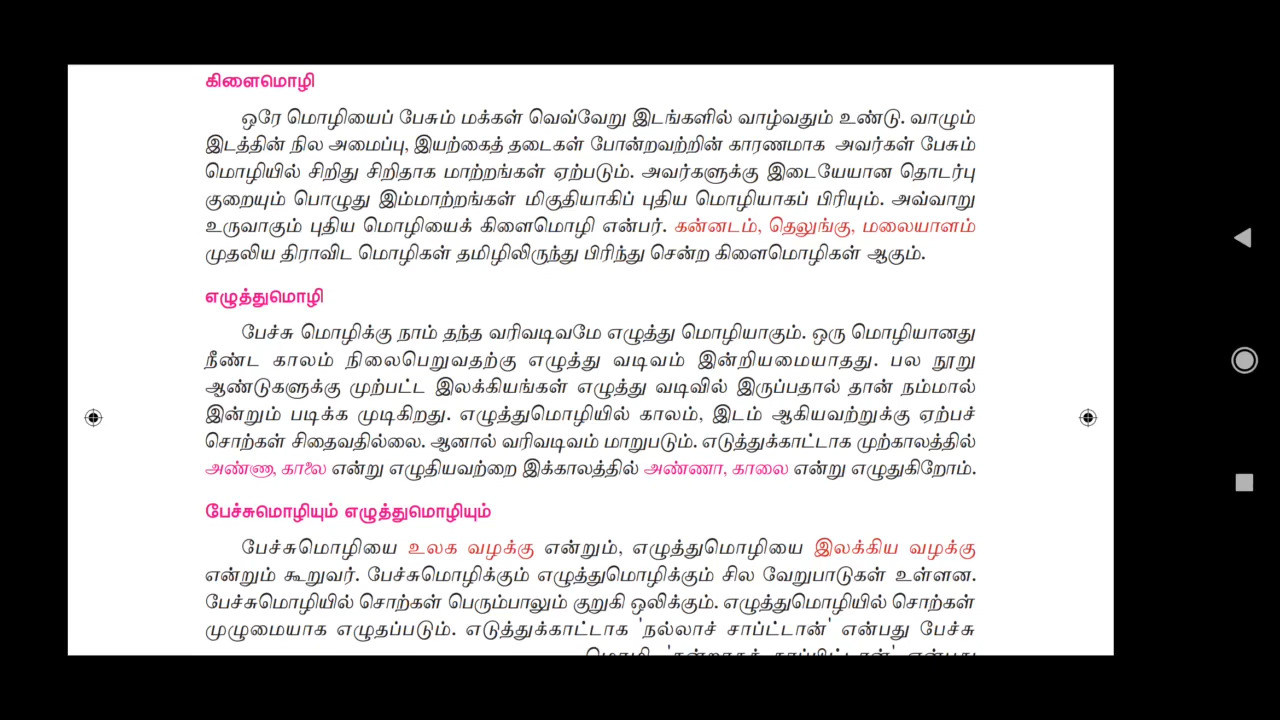 கிளைமொழி
ஒரே மொழியைப் பேசும் மக்கள் வெவ்வேறு இடங்களில் வாழ்வதும் உண்டு. வாழும்
இடத்தின் நில அமைப்பு, இயற்கைத் தடைகள் போன்றவற்றின் காரணமாக அவர்கள் பேசும்
மொழியில் சிறிது சிறிதாக மாற்றங்கள் ஏற்படும். அவர்களுக்கு இடையேயான தொடர்பு
குறையும் பொழுது இம்மாற்றங்கள் மிகுதியாகிப் புதிய மொழியாகப் பிரியும். அவ்வாறு
உருவாகும் புதிய மொழியைக் கிளைமொழி என்பர். கன்னடம், தெலுங்கு, மலையாளம்
முதலிய திராவிட மொழிகள் தமிழிலிருந்து பிரிந்து சென்ற கிளைமொழிகள் ஆகும்.
எழுத்துமொழி
பேச்சு மொழிக்கு நாம் தந்த வரிவடிவமே எழுத்து மொழியாகும். ஒரு மொழியானது
நீண்ட காலம் நிலைபெறுவதற்கு எழுத்து வடிவம் இன்றியமையாதது. பல நூறு
ஆண்டுகளுக்கு முற்பட்ட இலக்கியங்கள் எழுத்து வடிவில் இருப்பதால் தான் நம்மால்
இன்றும் படிக்க முடிகிறது. எழுத்துமொழியில் காலம், இடம் ஆகியவற்றுக்கு ஏற்பச்
சொற்கள் சிதைவதில்லை. ஆனால் வரிவடிவம் மாறுபடும். எடுத்துக்காட்டாக முற்காலத்தில்
அண்ணா, காலை என்று எழுதியவற்றை இக்காலத்தில் அண்ணா, காலை என்று எழுதுகிறோம்.
பேச்சுமொழியும் எழுத்துமொழியும்
பேச்சுமொழியை உலக வழக்கு என்றும், எழுத்துமொழியை இலக்கிய வழக்கு
என்றும் கூறுவர். பேச்சுமொழிக்கும் எழுத்துமொழிக்கும் சில வேறுபாடுகள் உள்ளன.
பேச்சுமொழியில் சொற்கள் பெரும்பாலும் குறுகி ஒலிக்கும். எழுத்துமொழியில் சொற்கள்
முழுமையாக எழுதப்படும். எடுத்துக்காட்டாக 'நல்லாச் சாப்ட்டான்' என்பது பேச்சு